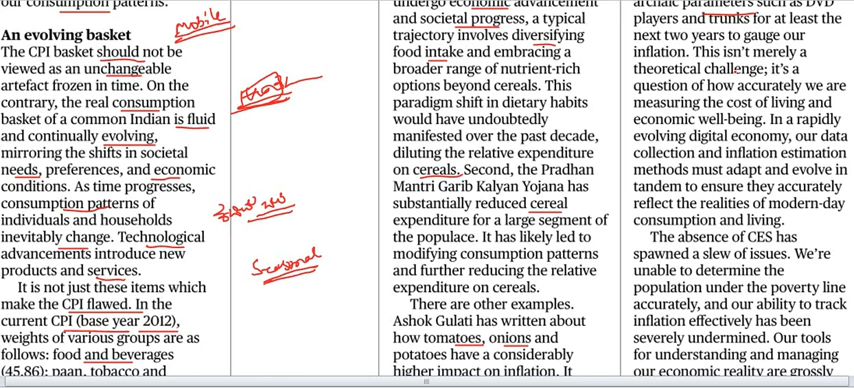 our consumption patterns.
An evolving basket
The CPI basket should not be
viewed as an unchangeable
artefact frozen in time. On the
contrary, the real consumption
basket of a common Indian is fluid
and continually evolving,
mirroring the shifts in societal
needs, preferences, and economic
conditions. As time progresses,
consumption patterns of
individuals and households
inevitably change. Technological
advancements introduce new
products and services.
It is not just these items which
make the CPI flawed. In the
current CPI (base year 2012),
weights of various groups are as
follows: food and beverages
(45.86); paan, tobacco and
mobile
Seasonal
undergo economic advancement
and societal progress, a typical
trajectory involves diversifying
food intake and embracing a
broader range of nutrient-rich
options beyond cereals. This
paradigm shift in dietary habits
would have undoubtedly
manifested over the past decade,
diluting the relative expenditure
on cereals. Second, the Pradhan
Mantri Garib Kalyan Yojana has
substantially reduced cereal
expenditure for a large segment of
the populace. It has likely led to
modifying consumption patterns
and further reducing the relative
expenditure on cereals.
There are other examples.
Ashok Gulati has written about
how tomatoes, onions and
potatoes have a considerably
higher impact on inflation. It
archaic parameters such as DVD
players and trunks for at least the
next two years to gauge our
inflation. This isn't merely a
theoretical challenge; it's a
question of how accurately we are
measuring the cost of living and
economic well-being. In a rapidly
evolving digital economy, our data
collection and inflation estimation
methods must adapt and evolve in
tandem to ensure they accurately
reflect the realities of modern-day
consumption and living.
The absence of CES has
spawned a slew of issues. We're
unable to determine the
population under the poverty line
accurately, and our ability to track
inflation effectively has been
severely undermined. Our tools
for understanding and managing
our economic reality are grossly